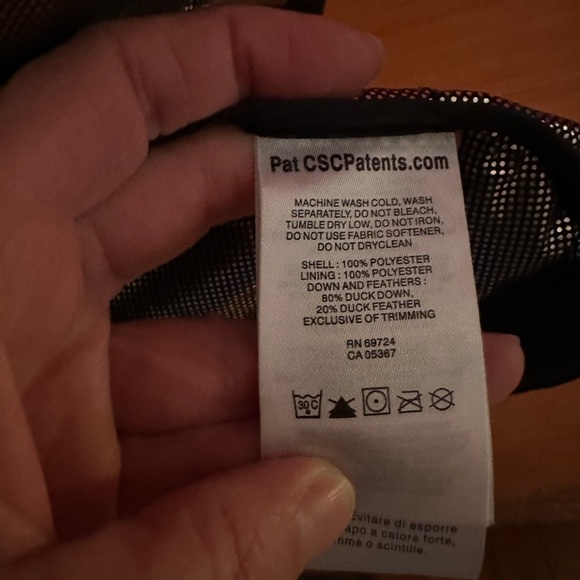 Pat CSCPatents.com
MACHINE WASH COLD, WASH
SEPARATELY, DO NOT BLEACH,
TUMBLE DRY LOW, DO NOT IRON,
DO NOT USE FABRIC SOFTENER,
DO NOT DRYCLEAN
SHELL : 100% POLYESTER
LINING : 100% POLYESTER
DOWN AND FEATHERS :
80% DUCK DOWN,
20% DUCK FEATHER
EXCLUSIVE OF TRIMMING
RN 69724
CA 05367
30 C
Evitare di esporre
capo a calore forte,
o scintille.